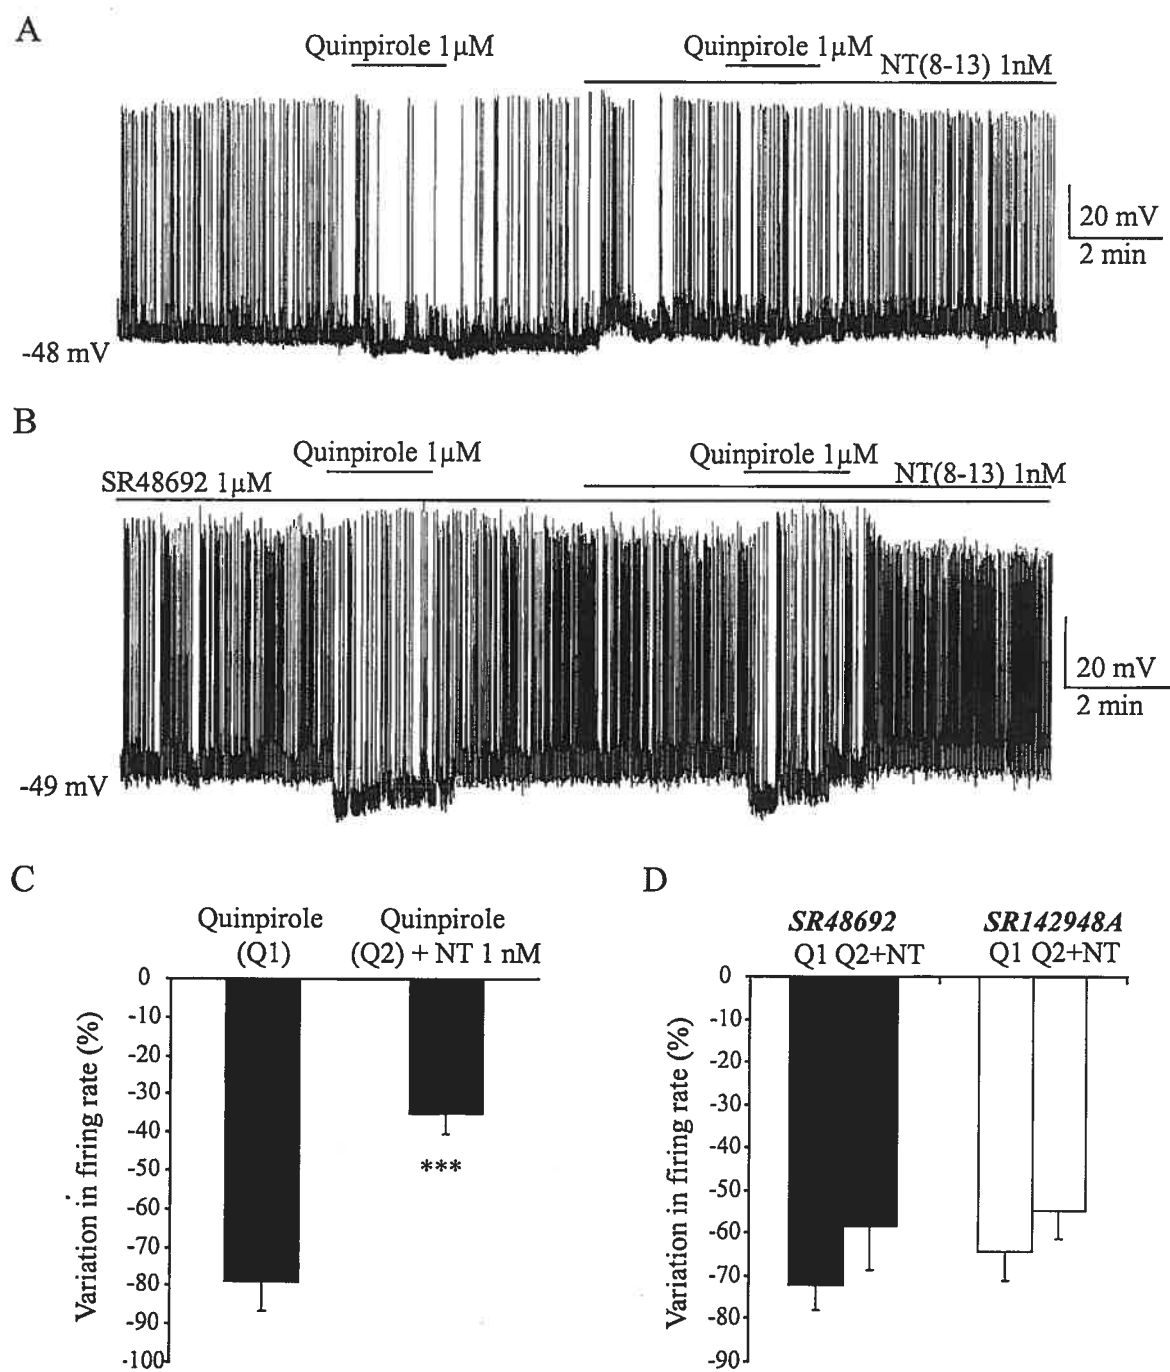 A
Quinpirole 1µM
Quinpirole 1µM
NT(8-13) 1nM
20 mV
2 min
-48 mV
B
Quinpirole 1µM
Quinpirole 1µM
SR48692 1µM
NT(8-13) 1nM
20 mV
2 min
-49 mV
C
Quinpirole
(Q1)
Quinpirole
(Q2) + NT 1 nM
Variation in firing rate (%)
0
-10
-20
-30
-40
-50
-60
-70
-80
-90
-100
***
D
SR48692
Q1 Q2+NT
SR142948A
Q1 Q2+NT
Variation in firing rate (%)
0
-10
-20
-30
-40
-50
-60
-70
-80
-90